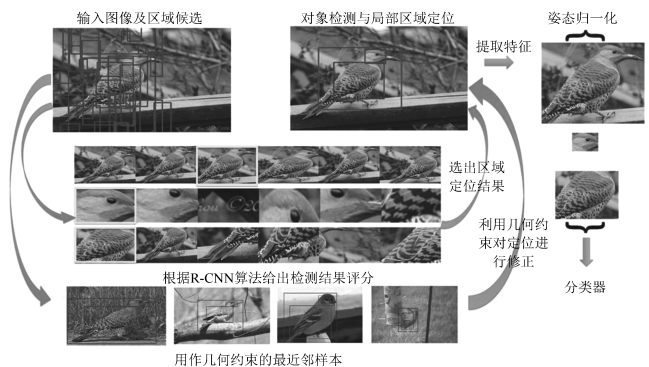 输入图像及区域候选
对象检测与局部区域定位
姿态归一化
提取特征
选出区域
定位结果
利用几何约
束对定位进
行修正
分类器
根据R-CNN算法给出检测结果评分
用作几何约束的最近邻样本